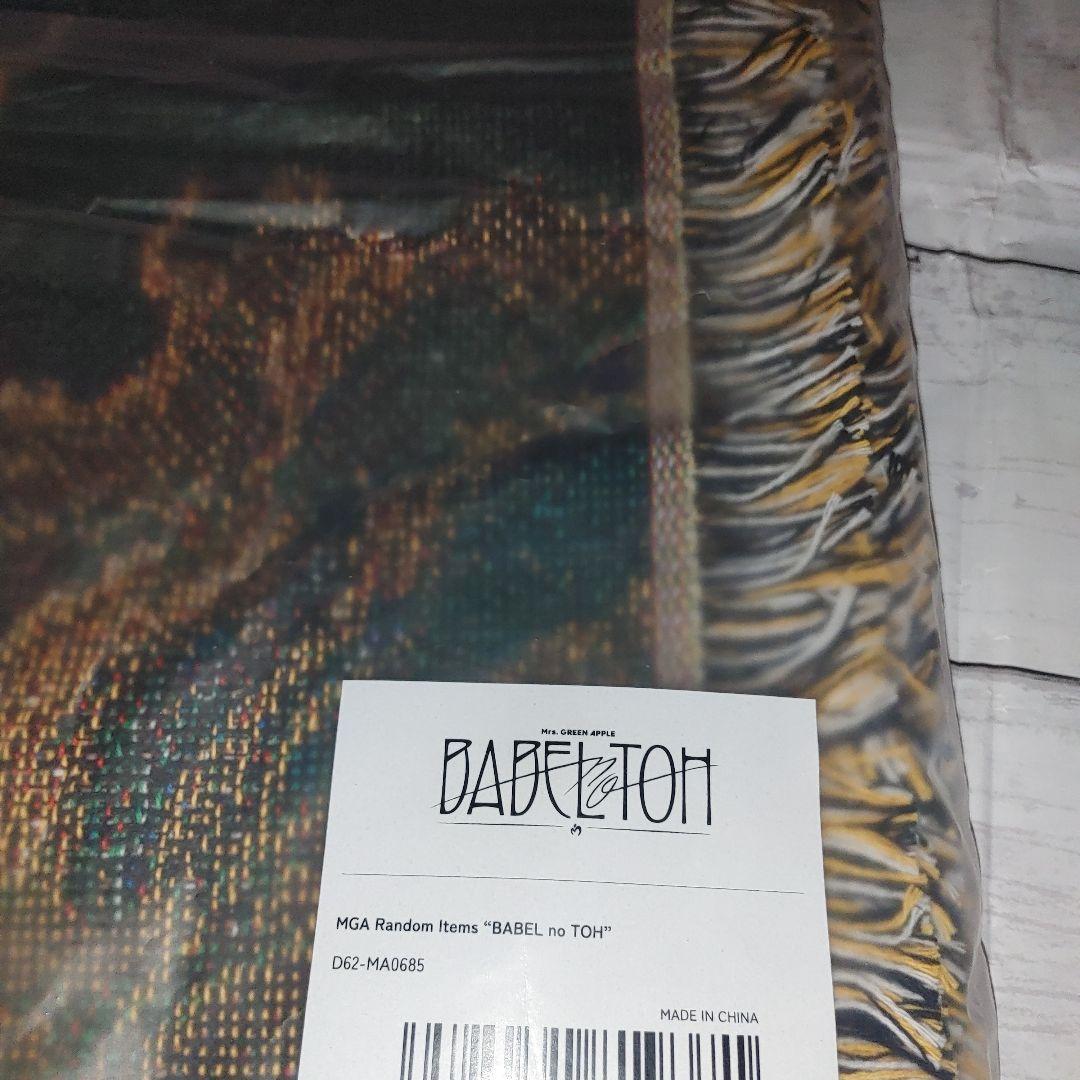 Mrs. GREEN APPLE
BABEL no TOH
MGA Random Items “BABEL no TOH”
D62-MA0685
MADE IN CHINA